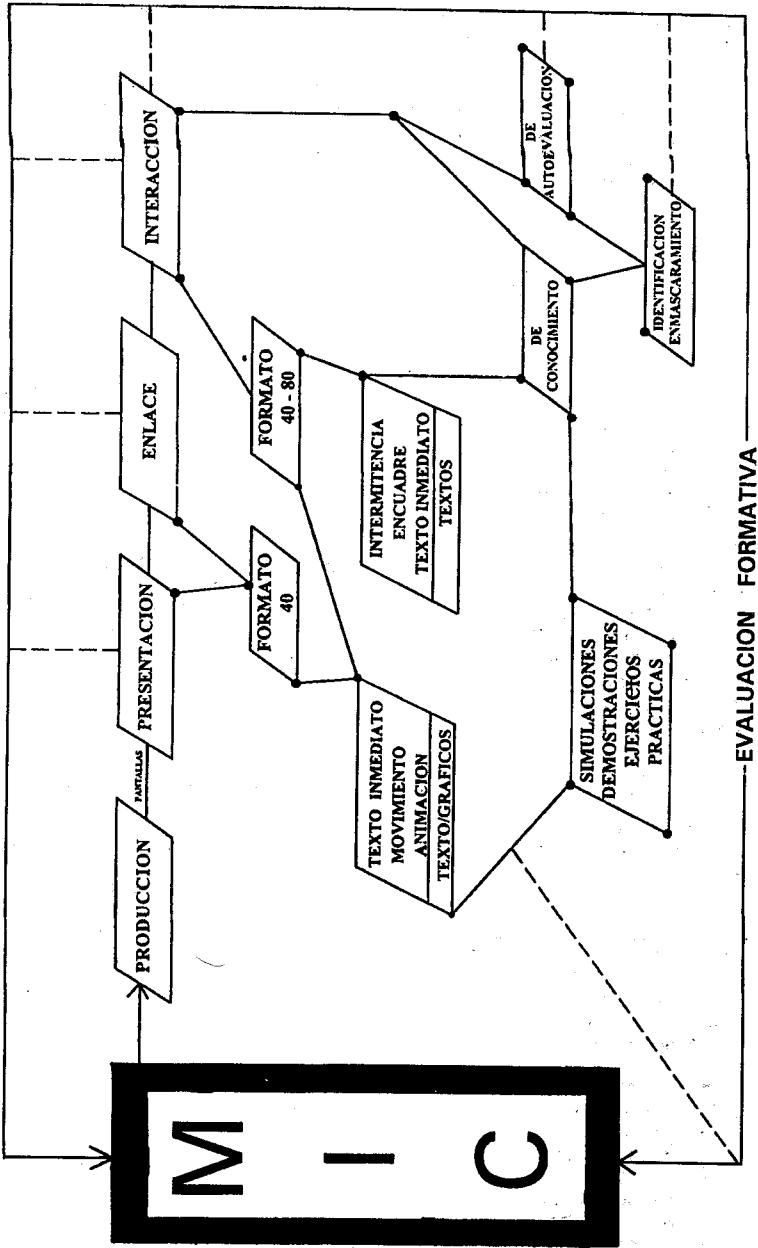 M
I
C
PRODUCCION
PANTALLAS
PRESENTACION
ENLACE
INTERACCION
FORMATO
40
FORMATO
40 - 80
TEXTO INMEDIATO
MOVIMIENTO
ANIMACION
TEXTO/GRAFICOS
INTERMITENCIA
ENCUADRE
TEXTO INMEDIATO
TEXTOS
SIMULACIONES
DEMOSTRACIONES
EJERCICIOS
PRACTICAS
DE
CONOCIMIENTO
DE
AUTOEVALUACION
IDENTIFICACION
ENMASCARAMIENTO
EVALUACION FORMATIVA